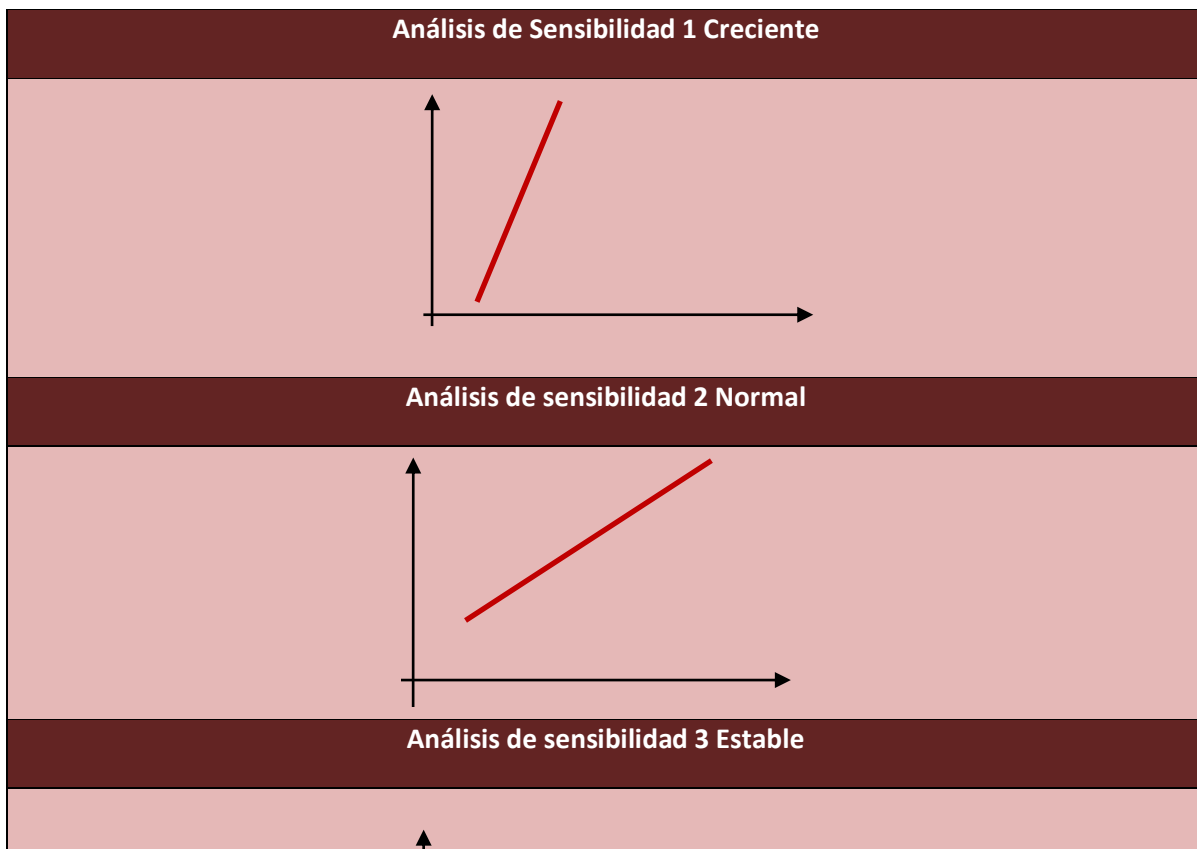 Análisis de Sensibilidad 1 Creciente
Análisis de sensibilidad 2 Normal
Análisis de sensibilidad 3 Estable